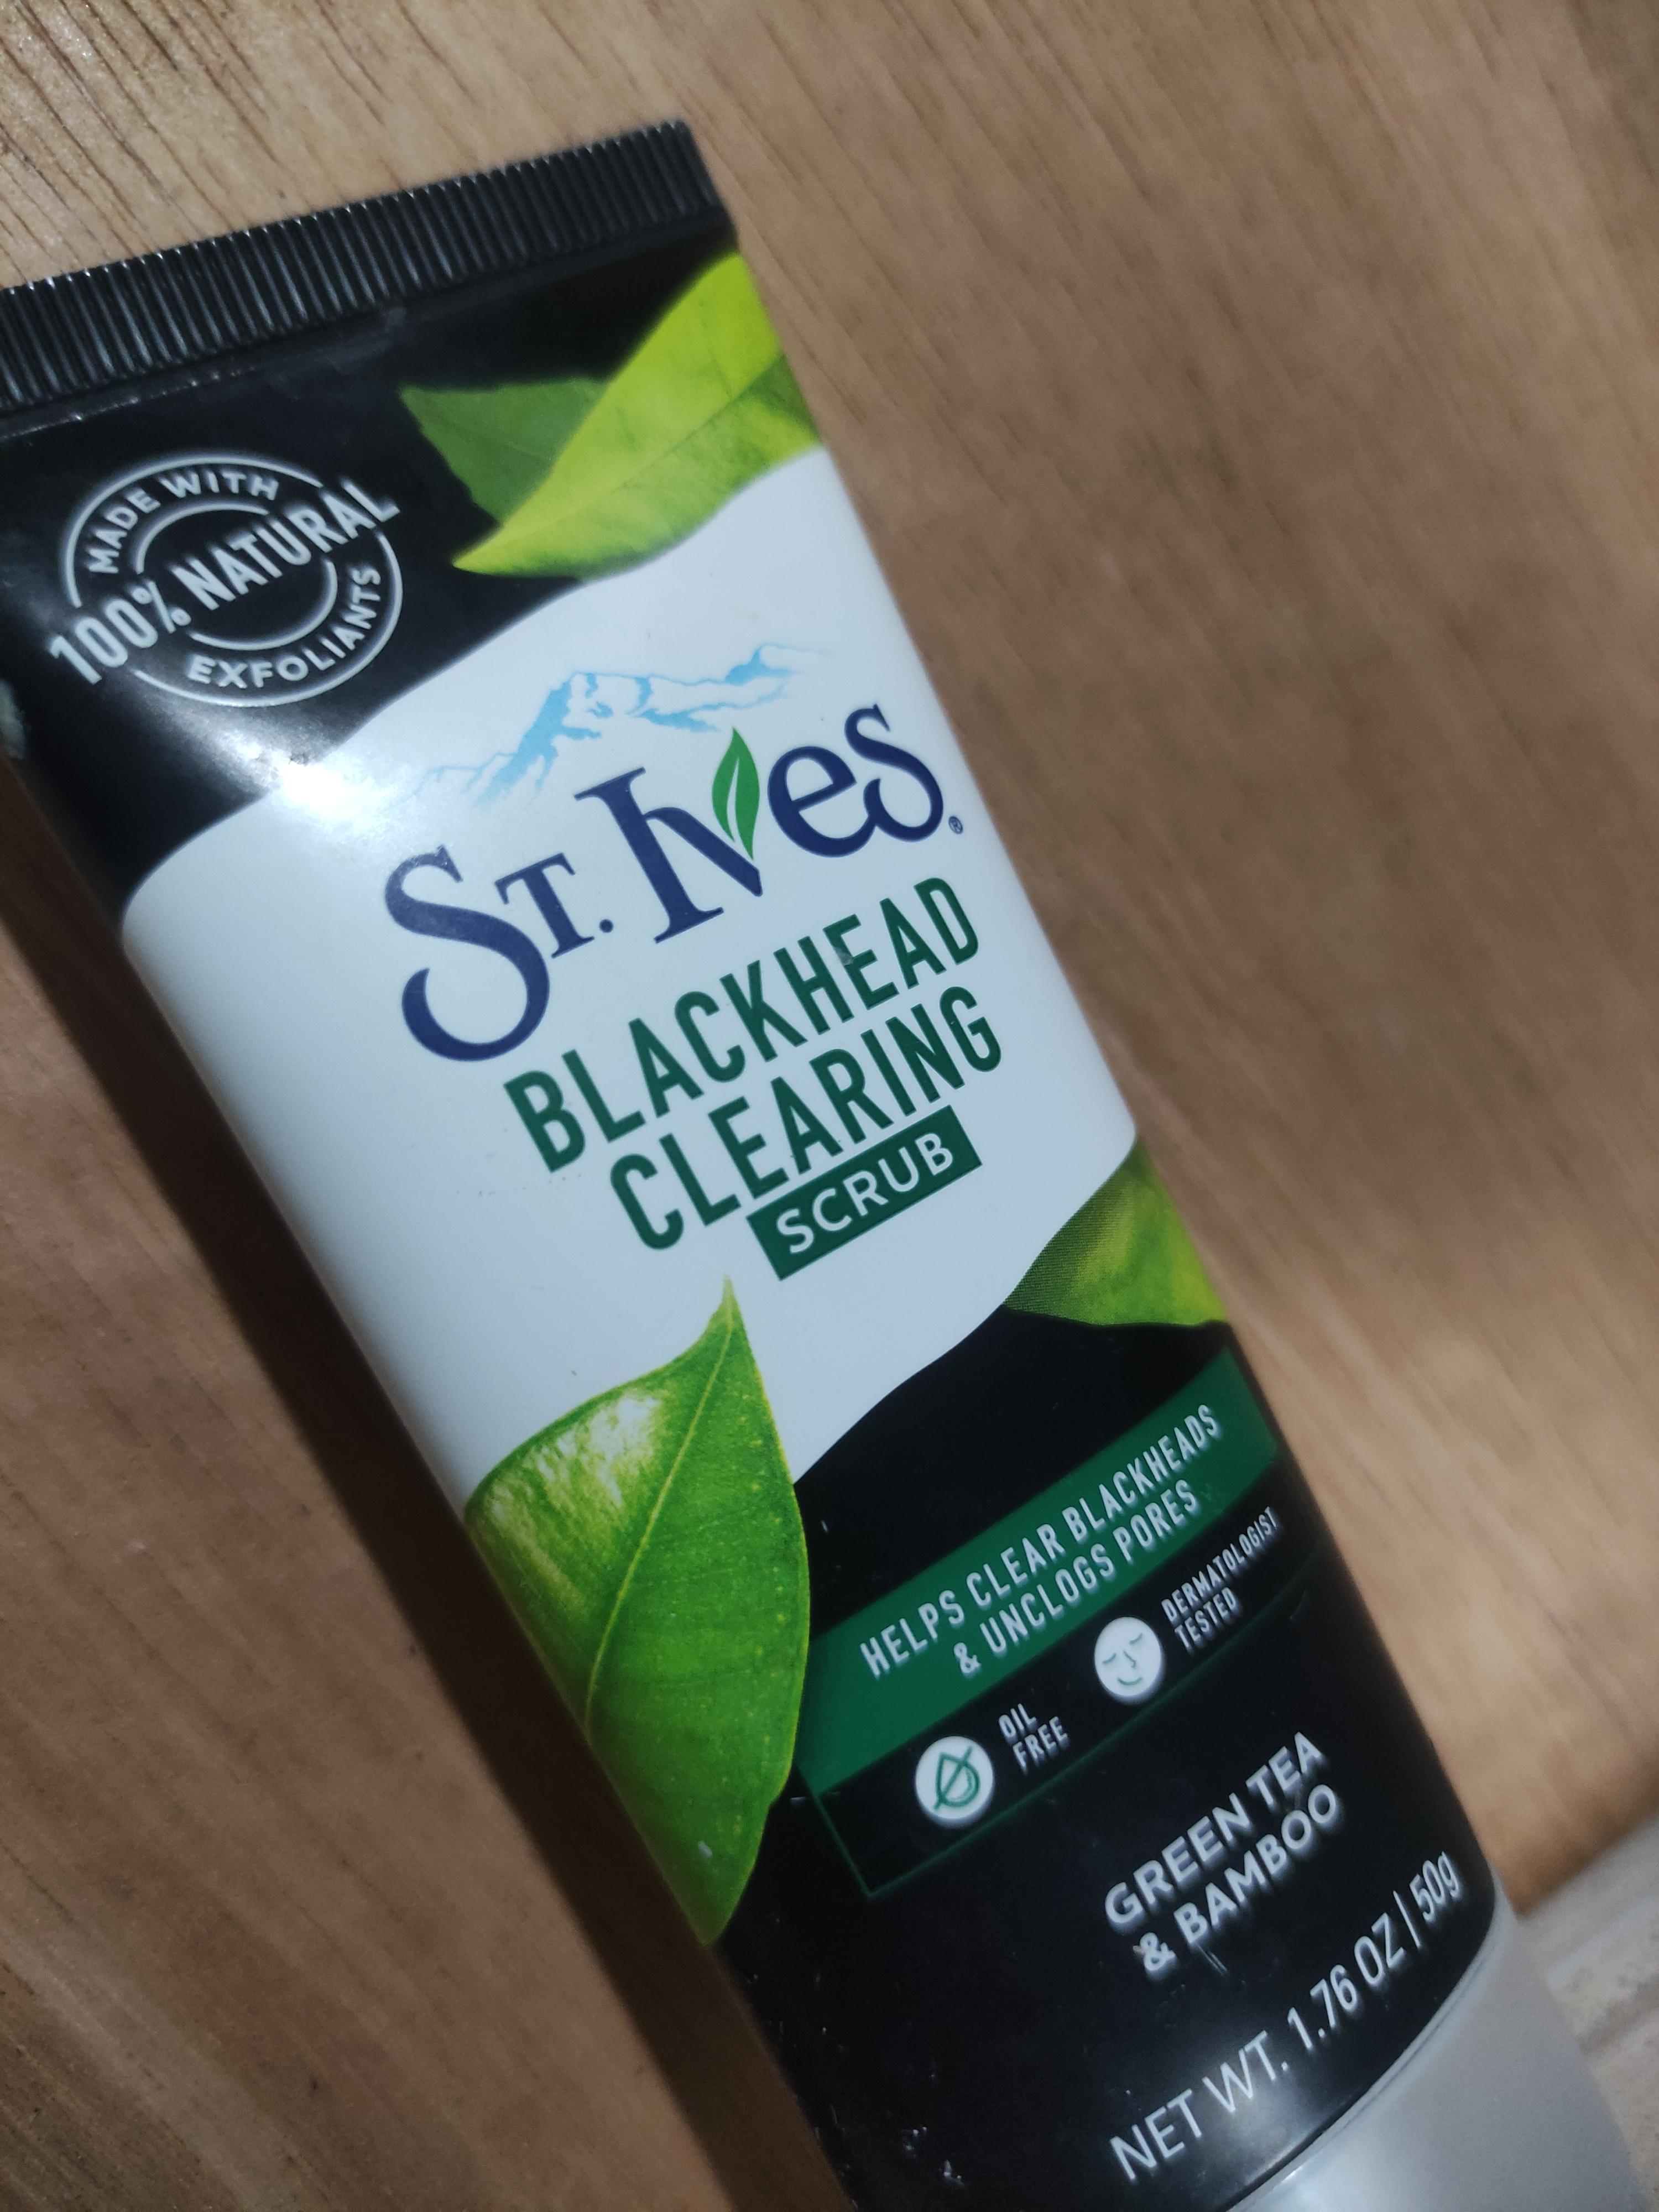 MADE WITH
100% NATURAL
EXFOLIANTS
ST. Ives®
BLACKHEAD
CLEARING
SCRUB
HELPS CLEAR BLACKHEADS
& UNCLOGS PORES
OIL
FREE
DERMATOLOGIST
TESTED
GREEN TEA
& BAMBOO
NET WT. 1.76 OZ | 50g